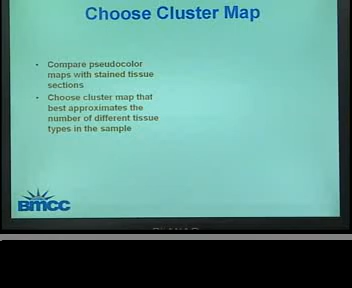 Choose Cluster Map
• Compare pseudocolor
maps with stained tissue
sections
• Choose cluster map that
best approximates the
number of different tissue
types in the sample
BMCC